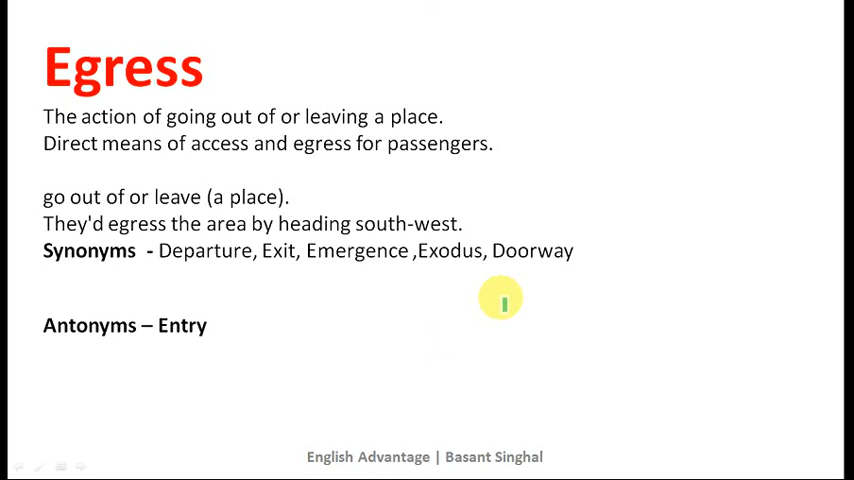 Egress
The action of going out of or leaving a place.
Direct means of access and egress for passengers.
go out of or leave (a place).
They'd egress the area by heading south-west.
Synonyms - Departure, Exit, Emergence ,Exodus, Doorway
Antonyms – Entry
English Advantage | Basant Singhal